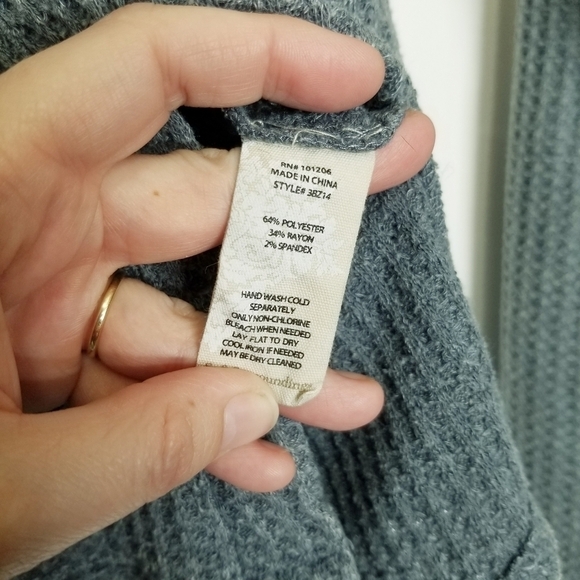 RN# 101206
MADE IN CHINA
STYLE# 3BZ14
64% POLYESTER
34% RAYON
2% SPANDEX
HAND WASH COLD
SEPARATELY
ONLY NON-CHLORINE
BLEACH WHEN NEEDED
LAY FLAT TO DRY
COOL IRON IF NEEDED
MAY BE DRY CLEANED